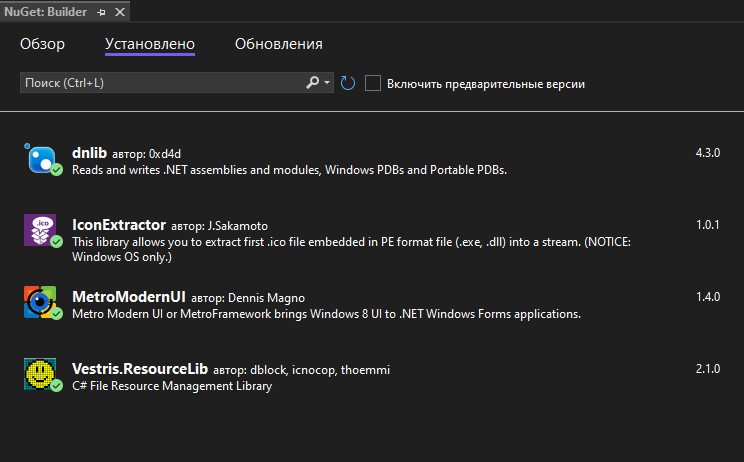 NuGet: Builder
Обзор Установлено Обновления
Поиск (Ctrl+L) Включить предварительные версии
dnlib автор: 0xd4d 4.3.0
Reads and writes .NET assemblies and modules, Windows PDBs and Portable PDBs.
.ico
IconExtractor автор: J.Sakamoto 1.0.1
This library allows you to extract first .ico file embedded in PE format file (.exe, .dll) into a stream. (NOTICE:
Windows OS only.)
MetroModernUI автор: Dennis Magno 1.4.0
Metro Modern UI or MetroFramework brings Windows 8 UI to .NET Windows Forms applications.
Vestris.ResourceLib автор: dblock, icnocop, thoemmi 2.1.0
C# File Resource Management Library